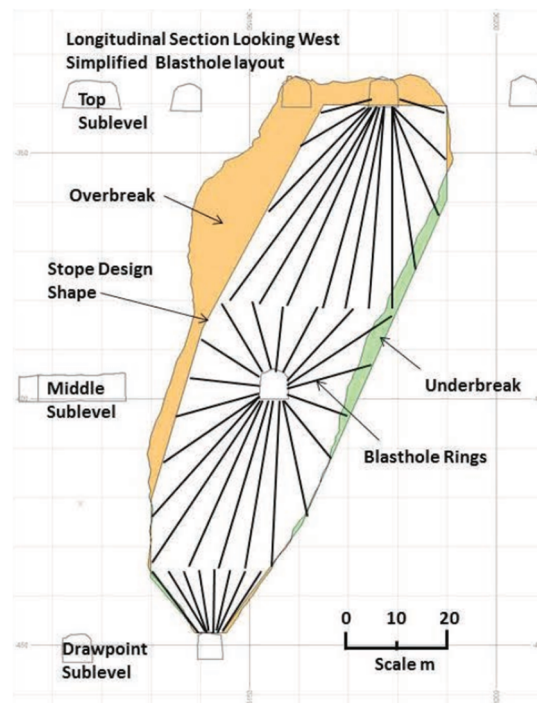 Longitudinal Section Looking West
Simplified Blasthole layout
Top
Sublevel
Overbreak
Stope Design
Shape
Middle
Sublevel
Underbreak
Blasthole Rings
0 10 20
Scale m
Drawpoint
Sublevel